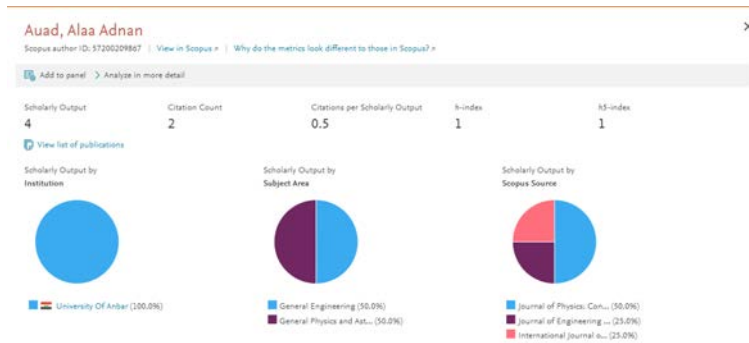 Auad, Alaa Adnan
Scopus author ID: 57200209867 | View in Scopus ↗ | Why do the metrics look different to those in Scopus? ↗
Add to panel > Analyze in more detail
Scholarly Output
4
Citation Count
2
Citations per Scholarly Output
0.5
h-index
1
h5-index
1
View list of publications
Scholarly Output by
Institution
University Of Anbar (100.0%)
Scholarly Output by
Subject Area
General Engineering (50.0%)
General Physics and Ast... (50.0%)
Scholarly Output by
Scopus Source
Journal of Physics: Con... (50.0%)
Journal of Engineering ... (25.0%)
International Journal o... (25.0%)